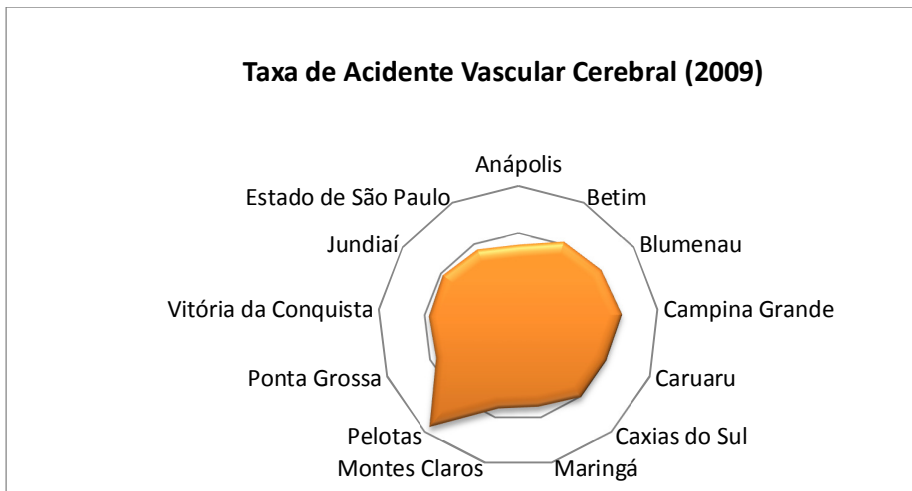 Taxa de Acidente Vascular Cerebral (2009)
Anápolis
Estado de São Paulo
Betim
Jundiaí
Blumenau
Vitória da Conquista
Campina Grande
Ponta Grossa
Caruaru
Pelotas
Caxias do Sul
Montes Claros
Maringá